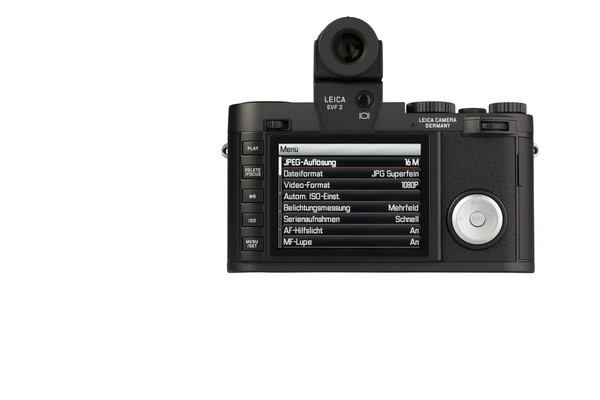 LEICA
EVF 2
LEICA CAMERA
GERMANY
PLAY
DELETE
/FOCUS
WB
ISO
MENU
/SET
Menü
JPEG-Auflösung 16 M
Dateiformat JPG Superfein
Video-Format 1080P
Autom. ISO-Einst.
Belichtungsmessung Mehrfeld
Serienaufnahmen Schnell
AF-Hilfslicht An
MF-Lupe An